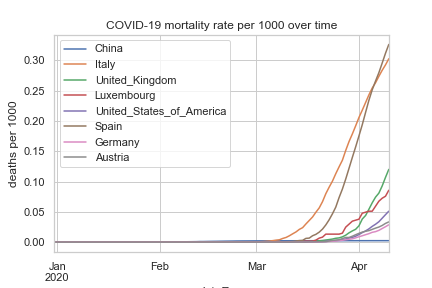 COVID-19 mortality rate per 1000 over time
deaths per 1000
0.30
0.25
0.20
0.15
0.10
0.05
0.00
China
Italy
United_Kingdom
Luxembourg
United_States_of_America
Spain
Germany
Austria
Jan
2020
Feb
Mar
Apr